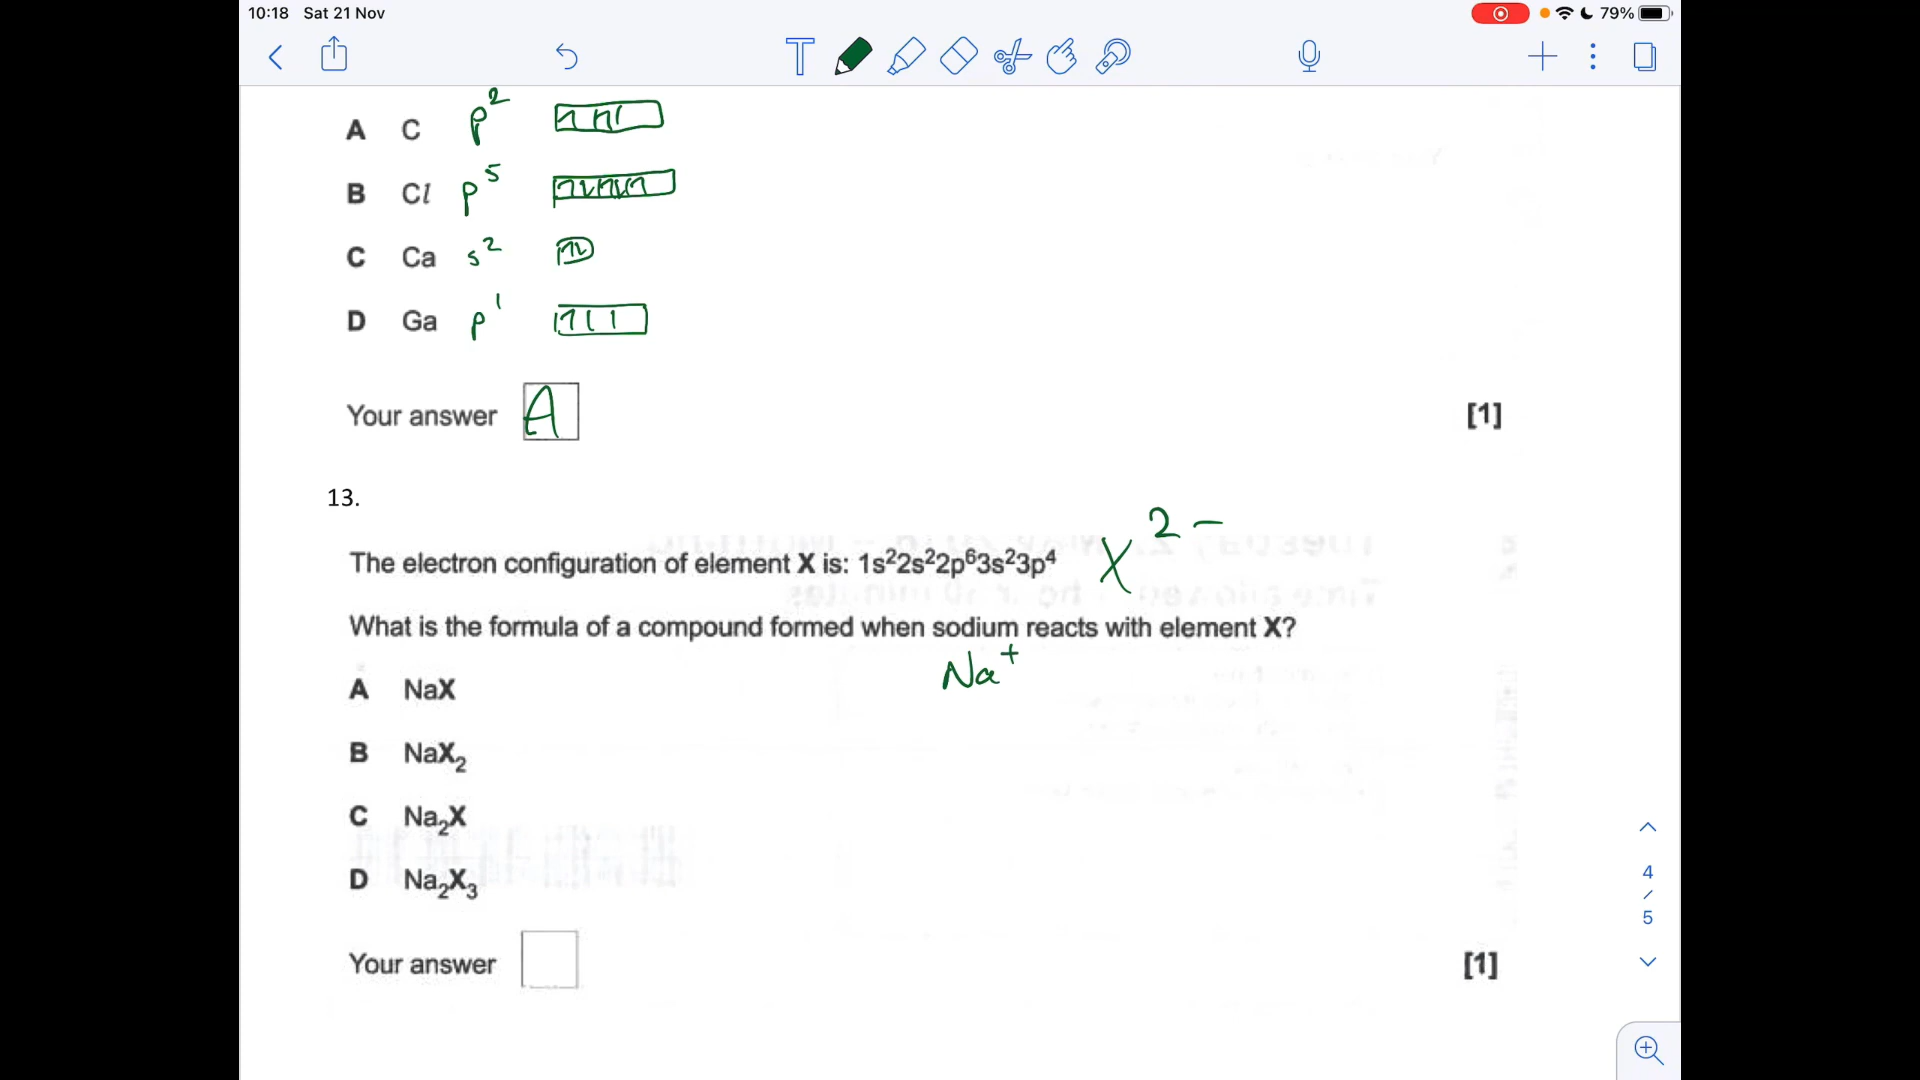 10:18 Sat 21 Nov 79%
A C p²
B Cl p⁵
C Ca s²
D Ga p¹
Your answer A [1]
13.
The electron configuration of element X is: 1s²2s²2p⁶3s²3p⁴ X²⁻
What is the formula of a compound formed when sodium reacts with element X?
Na⁺
A NaX
B NaX₂
C Na₂X
D Na₂X₃
Your answer [1]
4
/
5